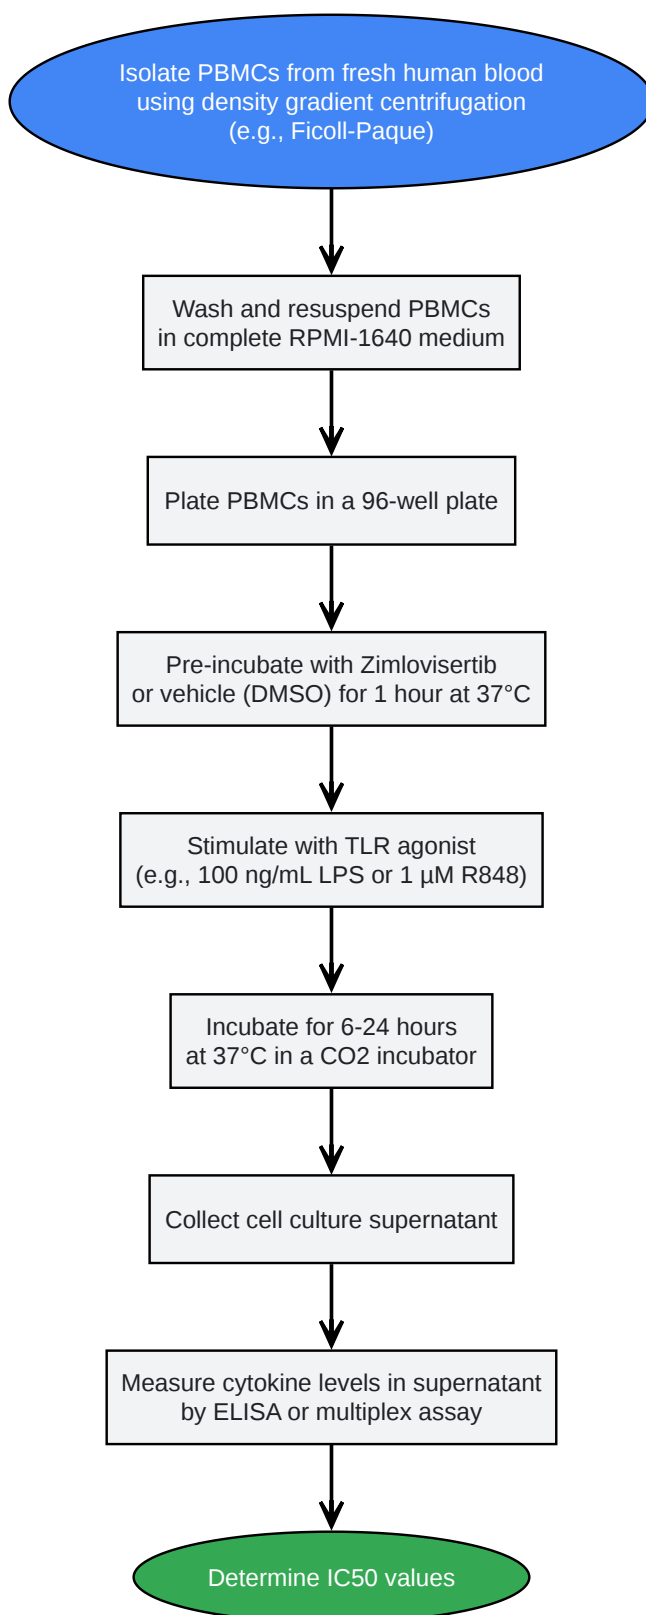 Isolate PBMCs from fresh human blood
using density gradient centrifugation
(e.g., Ficoll-Paque)
Wash and resuspend PBMCs
in complete RPMI-1640 medium
Plate PBMCs in a 96-well plate
Pre-incubate with Zimlovisertib
or vehicle (DMSO) for 1 hour at 37°C
Stimulate with TLR agonist
(e.g., 100 ng/mL LPS or 1 µM R848)
Incubate for 6-24 hours
at 37°C in a CO2 incubator
Collect cell culture supernatant
Measure cytokine levels in supernatant
by ELISA or multiplex assay
Determine IC50 values